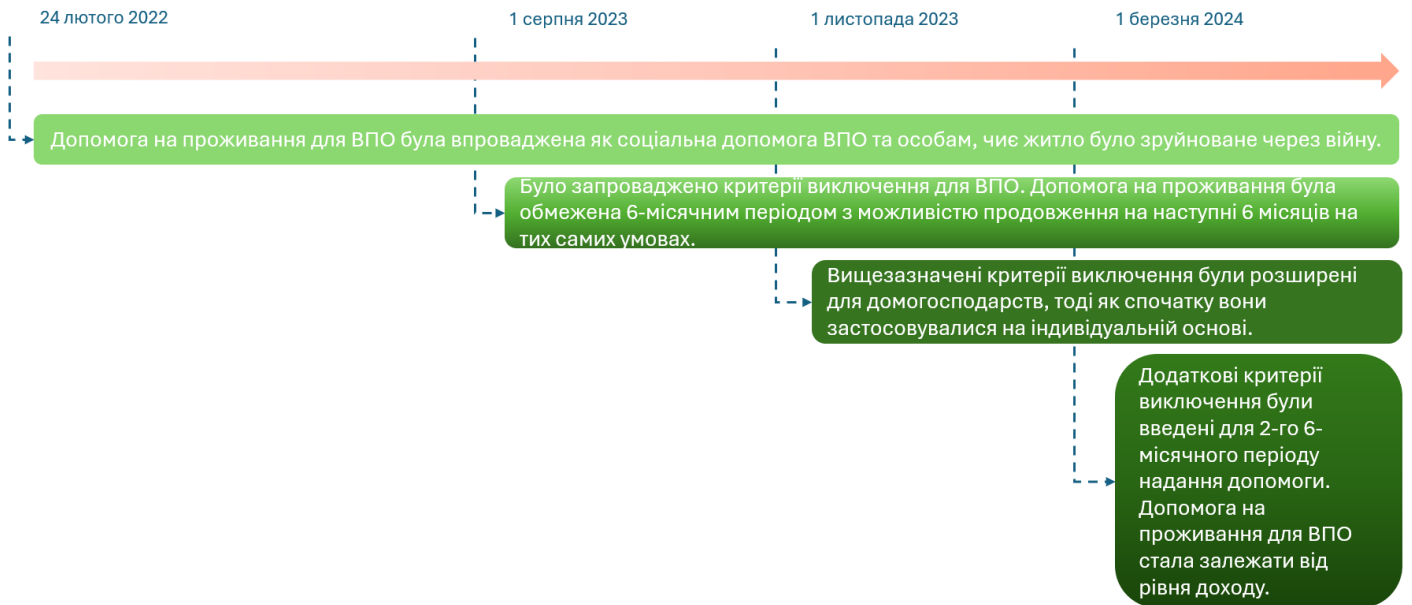 24 лютого 2022
1 серпня 2023
1 листопада 2023
1 березня 2024
Допомога на проживання для ВПО була впроваджена як соціальна допомога ВПО та особам, чиє житло було зруйноване через війну.
Було запроваджено критерії виключення для ВПО. Допомога на проживання була
обмежена 6-місячним періодом з можливістю продовження на наступні 6 місяців на
тих самих умовах.
Вищезазначені критерії виключення були розширені
для домогосподарств, тоді як спочатку вони
застосовувалися на індивідуальній основі.
Додаткові критерії
виключення були
введені для 2-го 6-
місячного періоду
надання допомоги.
Допомога на
проживання для ВПО
стала залежати від
рівня доходу.